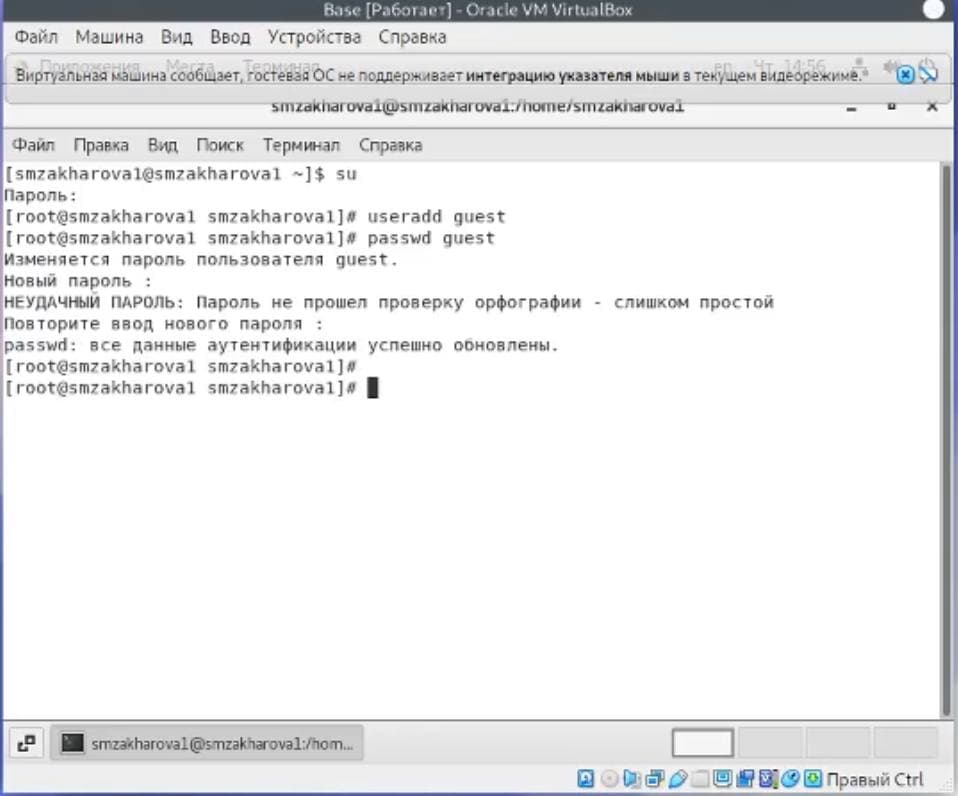 Base [Работает] - Oracle VM VirtualBox
Файл Машина Вид Ввод Устройства Справка
Приложения Места Терминал en Чт, 14:56
Виртуальная машина сообщает, гостевая ОС не поддерживает интеграцию указателя мыши в текущем видеорежиме.
smzakharova1@smzakharova1:/home/smzakharova1
Файл Правка Вид Поиск Терминал Справка
[smzakharova1@smzakharova1 ~]$ su
Пароль:
[root@smzakharova1 smzakharova1]# useradd guest
[root@smzakharova1 smzakharova1]# passwd guest
Изменяется пароль пользователя guest.
Новый пароль :
НЕУДАЧНЫЙ ПАРОЛЬ: Пароль не прошел проверку орфографии - слишком простой
Повторите ввод нового пароля :
passwd: все данные аутентификации успешно обновлены.
[root@smzakharova1 smzakharova1]#
[root@smzakharova1 smzakharova1]#
smzakharova1@smzakharova1:/hom...
Правый Ctrl